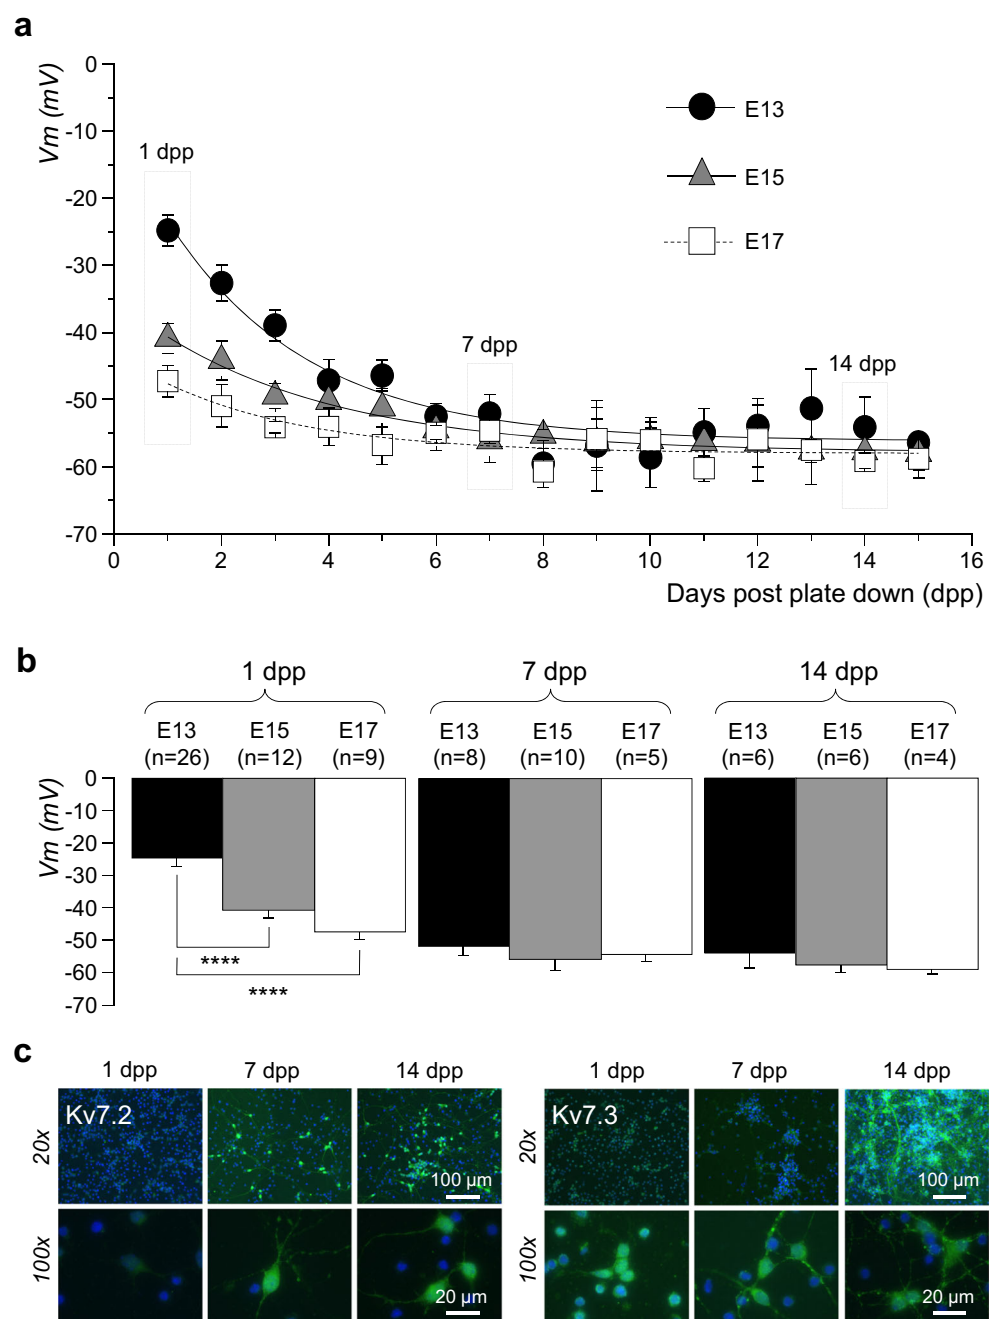 a
Vm (mV)
0
-10
-20
-30
-40
-50
-60
-70
1 dpp
7 dpp
14 dpp
E13
E15
E17
0 2 4 6 8 10 12 14 16
Days post plate down (dpp)
b
1 dpp 7 dpp 14 dpp
E13 E15 E17 E13 E15 E17 E13 E15 E17
(n=26) (n=12) (n=9) (n=8) (n=10) (n=5) (n=6) (n=6) (n=4)
Vm (mV)
0
-10
-20
-30
-40
-50
-60
-70
****
****
c
1 dpp 7 dpp 14 dpp 1 dpp 7 dpp 14 dpp
20x Kv7.2 100 µm 20x Kv7.3 100 µm
100x 20 µm 100x 20 µm